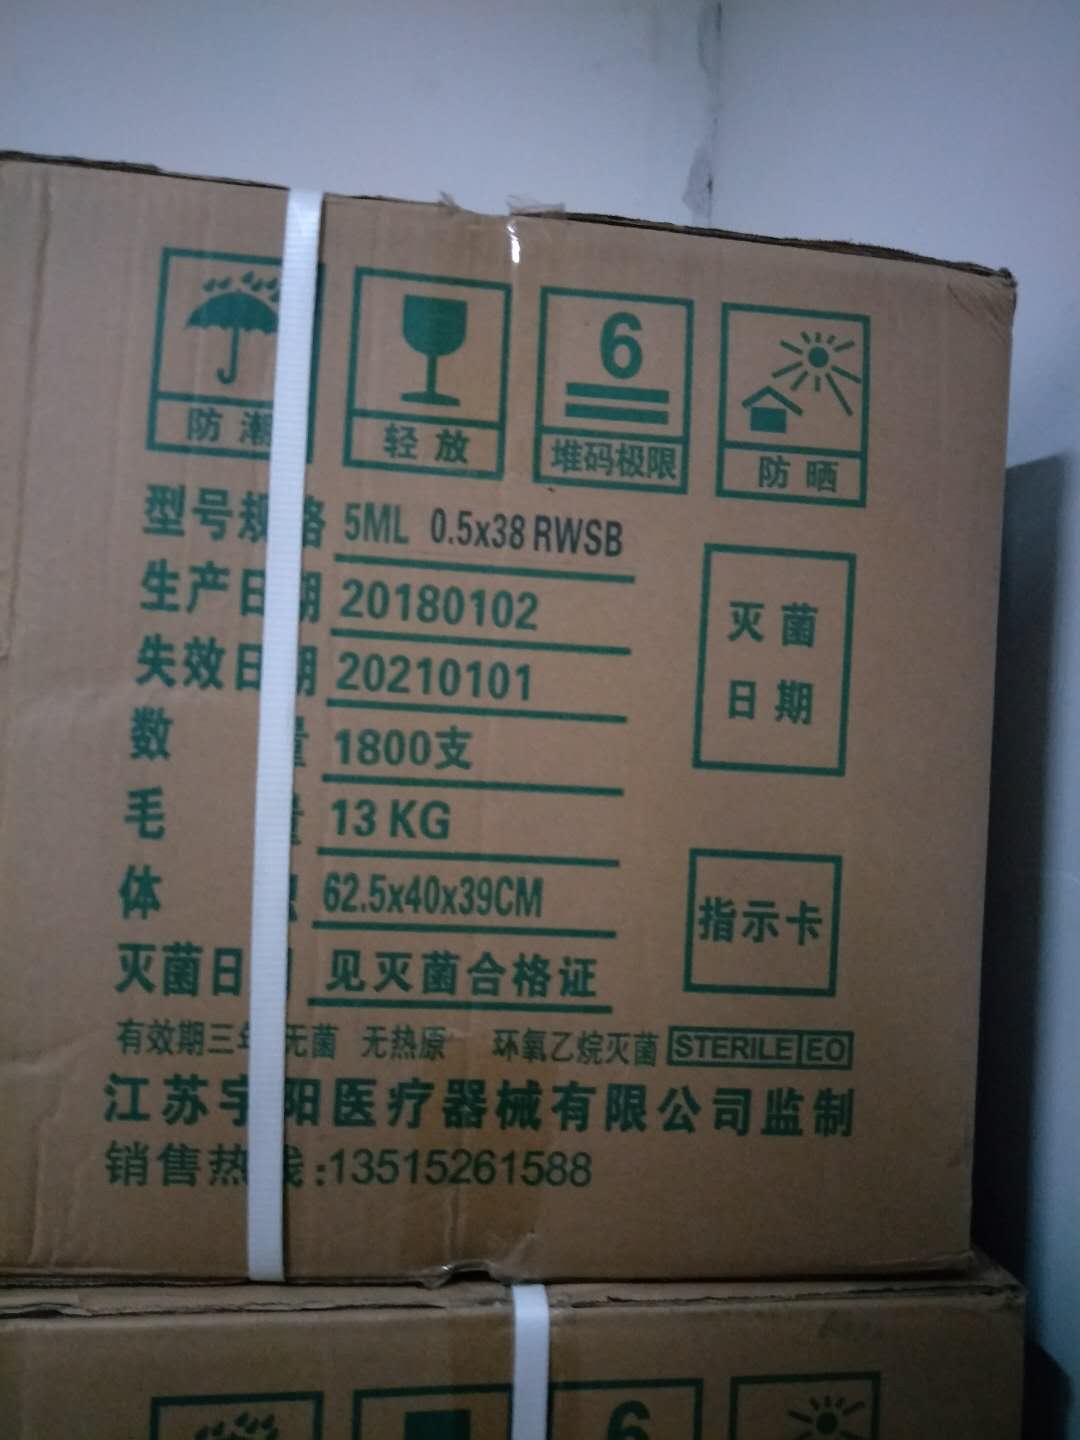 防潮
轻放
6
堆码极限
防晒
型号规格 5ML 0.5x38 RWSB
生产日期 20180102
失效日期 20210101
数量 1800支
毛重 13 KG
体积 62.5x40x39CM
灭菌日期 见灭菌合格证
灭菌
日期
指示卡
有效期三年 无菌 无热原 环氧乙烷灭菌 STERILE EO
江苏宇阳医疗器械有限公司监制
销售热线:13515261588
6